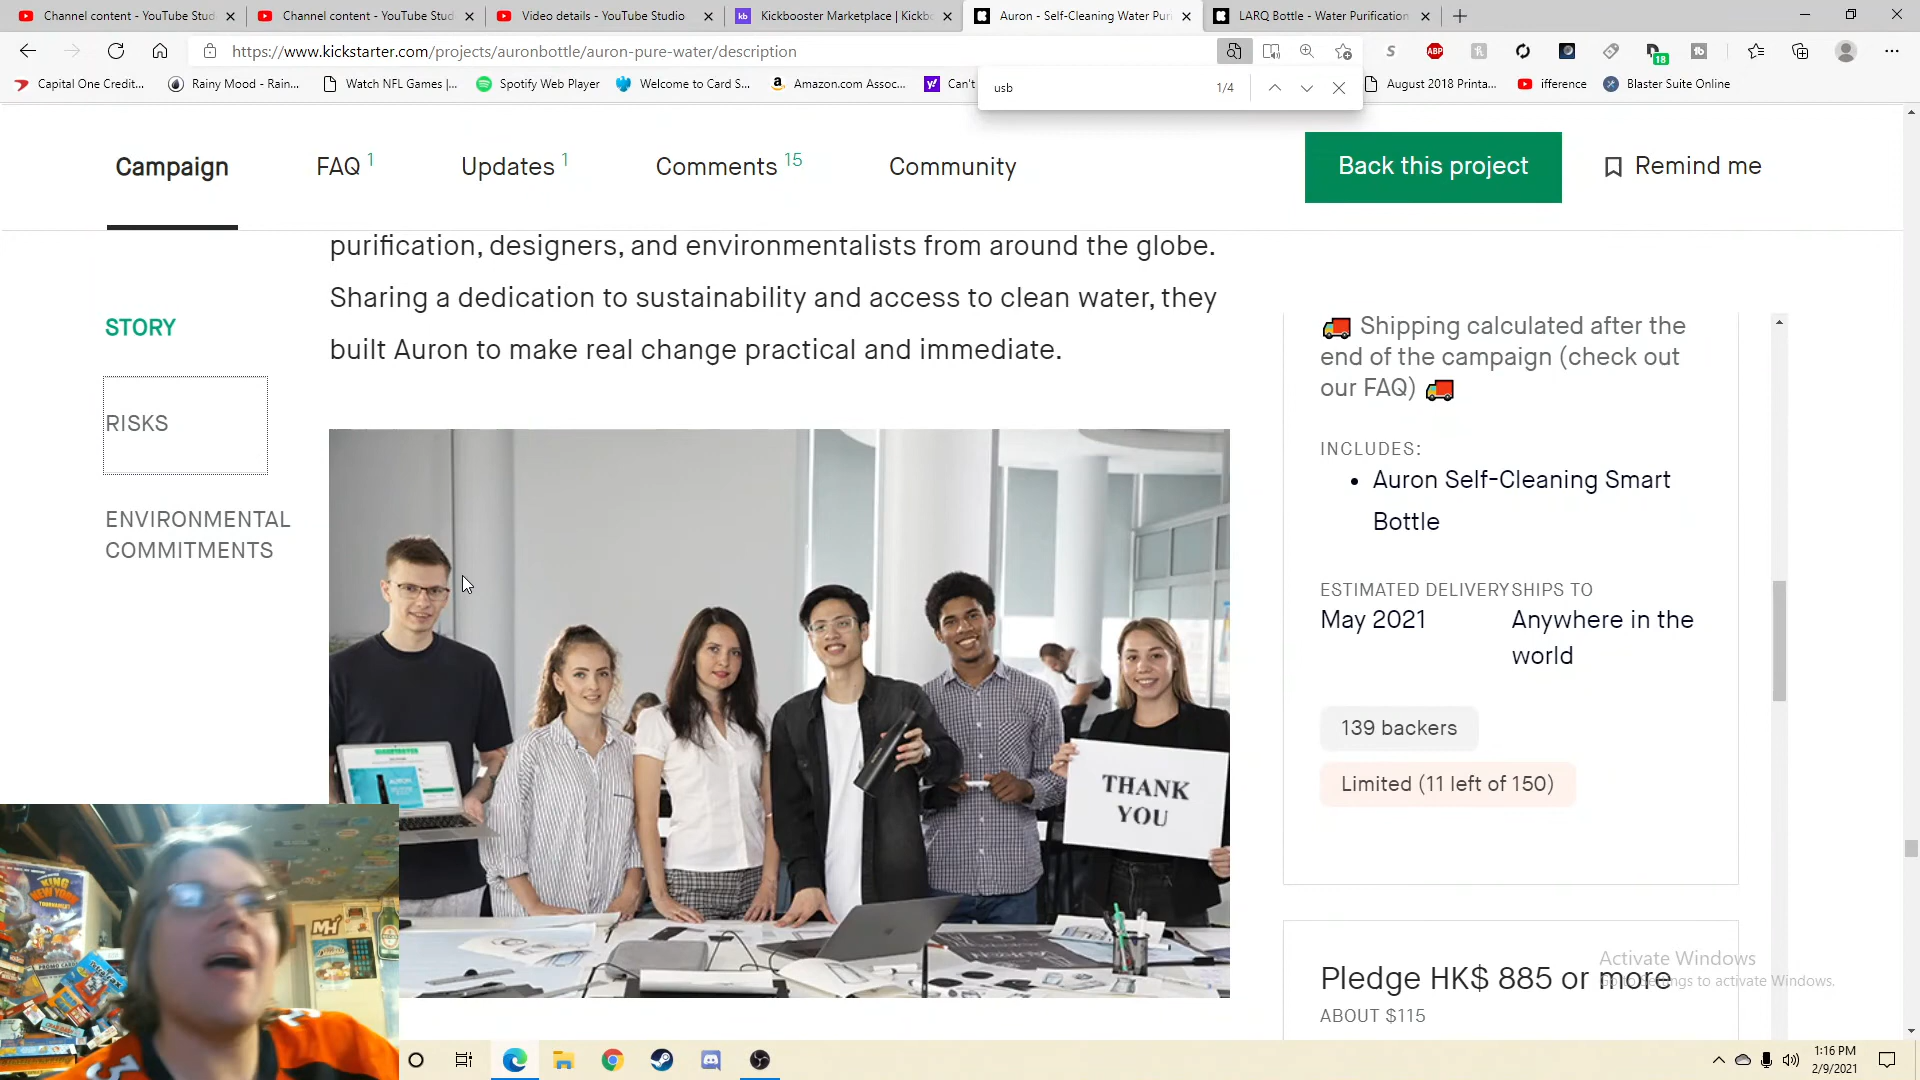 Channel content - YouTube Stud
Channel content - YouTube Stud
Video details - YouTube Studio
kb Kickbooster Marketplace | Kickbo
Auron - Self-Cleaning Water Puri
LARQ Bottle - Water Purification
https://www.kickstarter.com/projects/auronbottle/auron-pure-water/description
S
ABP
18
Capital One Credit...
Rainy Mood - Rain...
Watch NFL Games |...
Spotify Web Player
Welcome to Card S...
Amazon.com Assoc...
Can't
usb
1/4
August 2018 Printa...
ifference
Blaster Suite Online
Campaign
FAQ 1
Updates 1
Comments 15
Community
Back this project
Remind me
STORY
RISKS
ENVIRONMENTAL
COMMITMENTS
purification, designers, and environmentalists from around the globe.
Sharing a dedication to sustainability and access to clean water, they
built Auron to make real change practical and immediate.
THANK
YOU
Shipping calculated after the
end of the campaign (check out
our FAQ)
INCLUDES:
• Auron Self-Cleaning Smart
Bottle
ESTIMATED DELIVERY
May 2021
SHIPS TO
Anywhere in the
world
139 backers
Limited (11 left of 150)
Pledge HK$ 885 or more
ABOUT $115
Activate Windows
KING
NEW YORK
MH
1:16 PM
2/9/2021